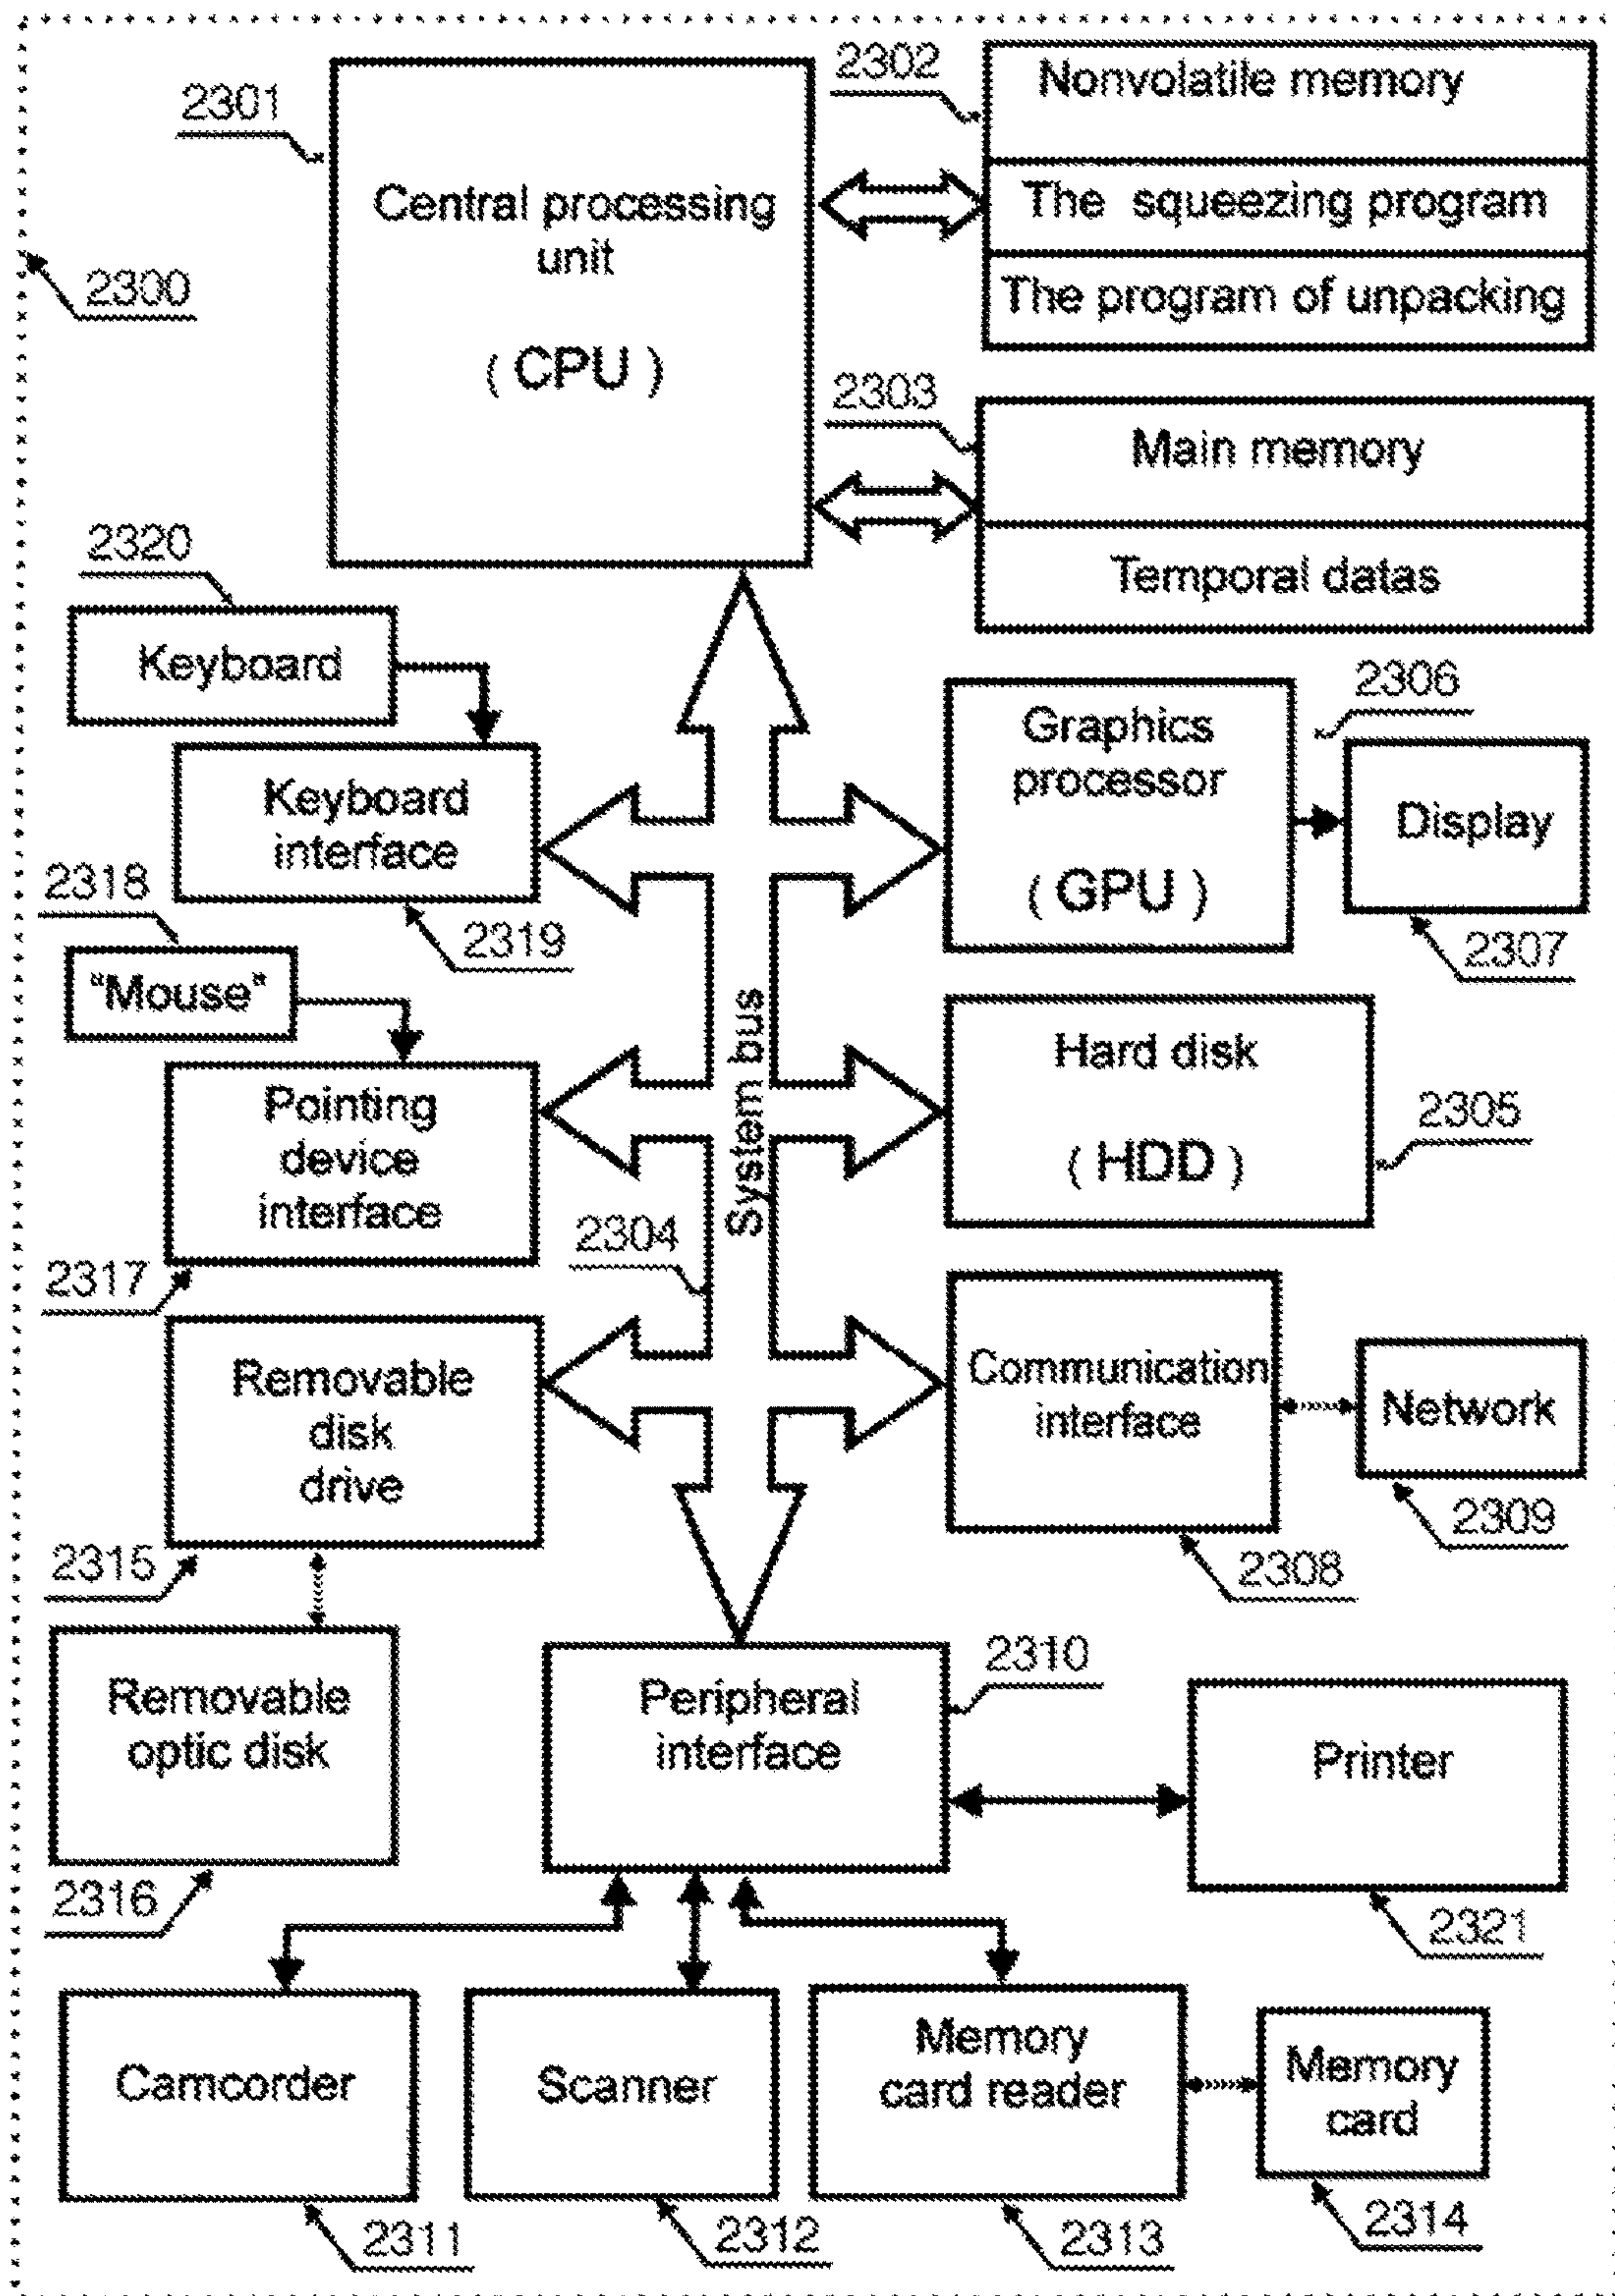 2301
Central processing
unit
( CPU )
2302
Nonvolatile memory
The squeezing program
The program of unpacking
2300
2303
Main memory
Temporal datas
2320
Keyboard
Keyboard
interface
2319
2306
Graphics
processor
( GPU )
Display
2307
2318
"Mouse"
Pointing
device
interface
2317
System bus
2304
Hard disk
( HDD )
2305
Removable
disk
drive
2315
Communication
interface
2308
Network
2309
Removable
optic disk
2316
Peripheral
interface
2310
Printer
2321
Camcorder
2311
Scanner
2312
Memory
card reader
2313
Memory
card
2314